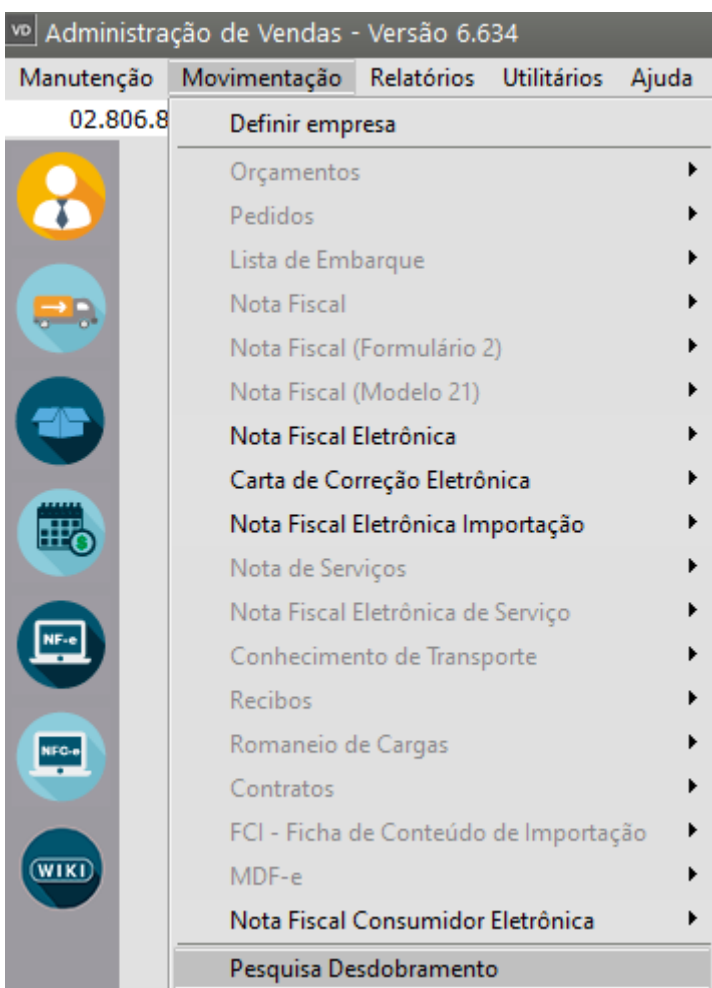 VD Administração de Vendas - Versão 6.634
Manutenção Movimentação Relatórios Utilitários Ajuda
02.806.8
Definir empresa
Orçamentos
Pedidos
Lista de Embarque
Nota Fiscal
Nota Fiscal (Formulário 2)
Nota Fiscal (Modelo 21)
Nota Fiscal Eletrônica
Carta de Correção Eletrônica
Nota Fiscal Eletrônica Importação
Nota de Serviços
NF-e
Nota Fiscal Eletrônica de Serviço
Conhecimento de Transporte
Recibos
NFC-e
Romaneio de Cargas
Contratos
FCI - Ficha de Conteúdo de Importação
WIKI
MDF-e
Nota Fiscal Consumidor Eletrônica
Pesquisa Desdobramento